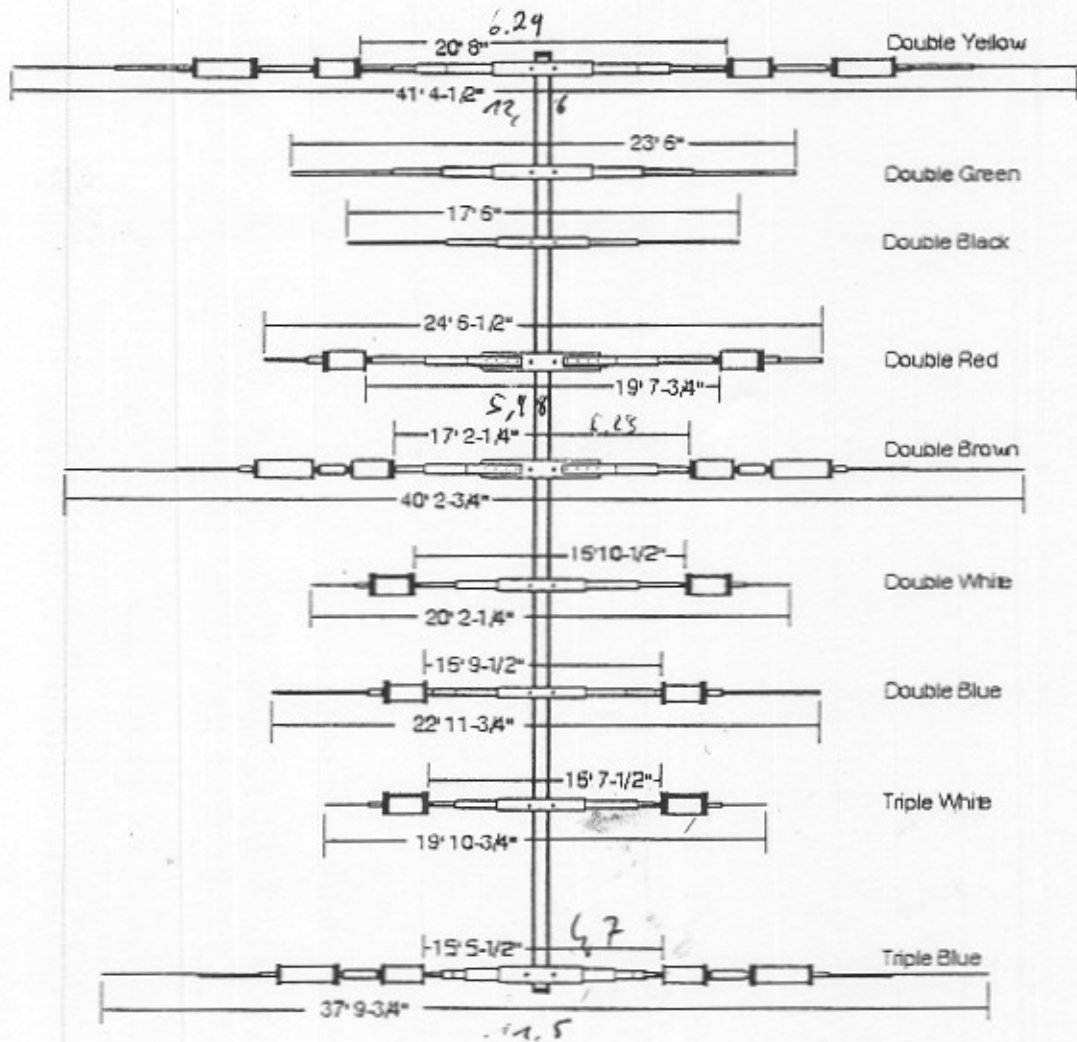 6.29
20' 8"
Double Yellow
41' 4-1/2"
12, 6
23' 6"
Double Green
17' 6"
Double Black
24' 5-1/2"
Double Red
19' 7-3/4"
5,98
17' 2-1/4"
Double Brown
40' 2-3/4"
15'10-1/2"
Double White
20' 2-1/4"
15' 9-1/2"
Double Blue
22' 11-3/4"
15' 7-1/2"
Triple White
19' 10-3/4"
15' 5-1/2"
4,7
Triple Blue
37' 9-3/4"
11.5